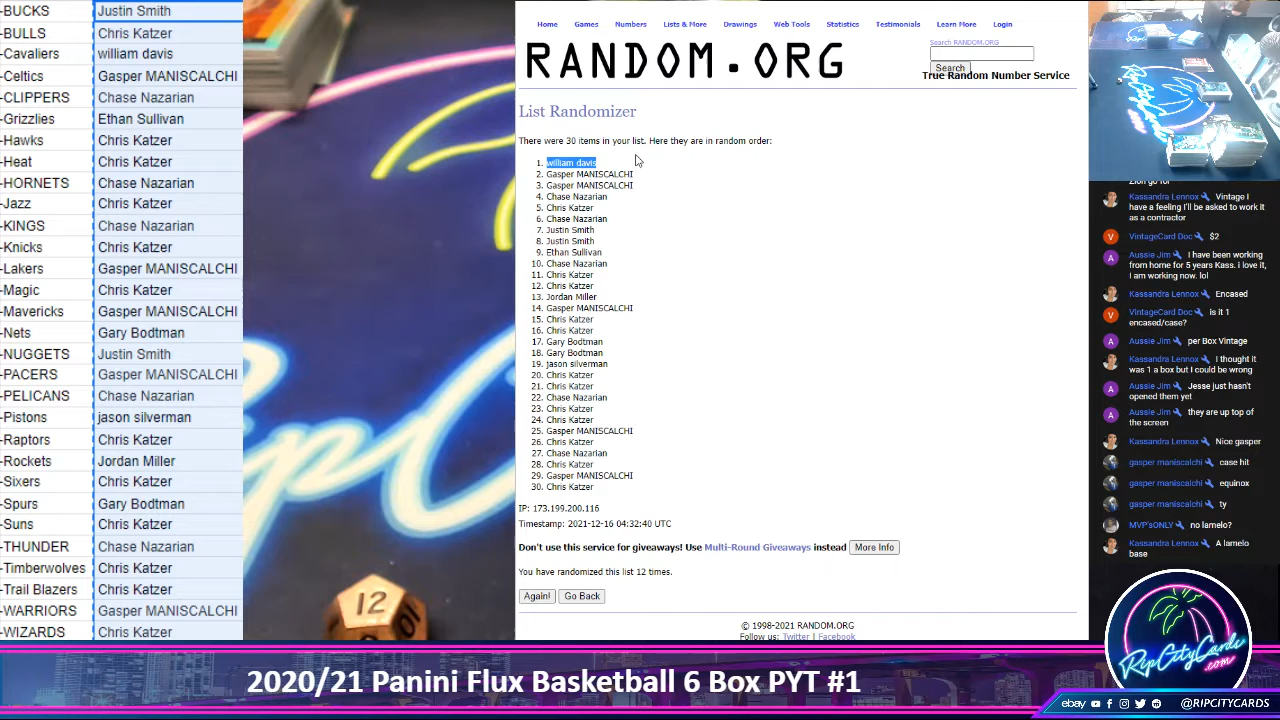 -BUCKS Justin Smith
-BULLS Chris Katzer
-Cavaliers william davis
-Celtics Gasper MANISCALCHI
-CLIPPERS Chase Nazarian
-Grizzlies Ethan Sullivan
-Hawks Chris Katzer
-Heat Chris Katzer
-HORNETS Chase Nazarian
-Jazz Chris Katzer
-KINGS Chase Nazarian
-Knicks Chris Katzer
-Lakers Gasper MANISCALCHI
-Magic Chris Katzer
-Mavericks Gasper MANISCALCHI
-Nets Gary Bodtman
-NUGGETS Justin Smith
-PACERS Gasper MANISCALCHI
-PELICANS Chase Nazarian
-Pistons jason silverman
-Raptors Chris Katzer
-Rockets Jordan Miller
-Sixers Chris Katzer
-Spurs Gary Bodtman
-Suns Chris Katzer
-THUNDER Chase Nazarian
-Timberwolves Chris Katzer
-Trail Blazers Chris Katzer
-WARRIORS Gasper MANISCALCHI
-WIZARDS Chris Katzer
12
Home Games Numbers Lists & More Drawings Web Tools Statistics Testimonials Learn More Login
RANDOM.ORG
Search RANDOM.ORG
Search
True Random Number Service
List Randomizer
There were 30 items in your list. Here they are in random order:
1. william davis
2. Gasper MANISCALCHI
3. Gasper MANISCALCHI
4. Chase Nazarian
5. Chris Katzer
6. Chase Nazarian
7. Justin Smith
8. Justin Smith
9. Ethan Sullivan
10. Chase Nazarian
11. Chris Katzer
12. Chris Katzer
13. Jordan Miller
14. Gasper MANISCALCHI
15. Chris Katzer
16. Chris Katzer
17. Gary Bodtman
18. Gary Bodtman
19. jason silverman
20. Chris Katzer
21. Chris Katzer
22. Chase Nazarian
23. Chris Katzer
24. Chris Katzer
25. Gasper MANISCALCHI
26. Chris Katzer
27. Chase Nazarian
28. Chris Katzer
29. Gasper MANISCALCHI
30. Chris Katzer
IP: 173.199.200.116
Timestamp: 2021-12-16 04:32:40 UTC
Don't use this service for giveaways! Use Multi-Round Giveaways instead More Info
You have randomized this list 12 times.
Again! Go Back
© 1998-2021 RANDOM.ORG
Follow us: Twitter | Facebook
Kassandra Lennox Vintage I
have a feeling I'll be asked to work it
as a contractor
VintageCard Doc $2
Aussie Jim I have been working
from home for 5 years Kass. i love it,
I am working now. lol
Kassandra Lennox Encased
VintageCard Doc is it 1
encased/case?
Aussie Jim per Box Vintage
Kassandra Lennox I thought it
was 1 a box but I could be wrong
Aussie Jim Jesse just hasn't
opened them yet
Aussie Jim they are up top of
the screen
Kassandra Lennox Nice gasper
gasper maniscalchi case hit
gasper maniscalchi equinox
gasper maniscalchi ty
MVP'sONLY no lamelo?
Kassandra Lennox A lamelo
base
RipCityCards
.com
2020/21 Panini Flux Basketball 6 Box PYT #1
ebay @RIPCITYCARDS